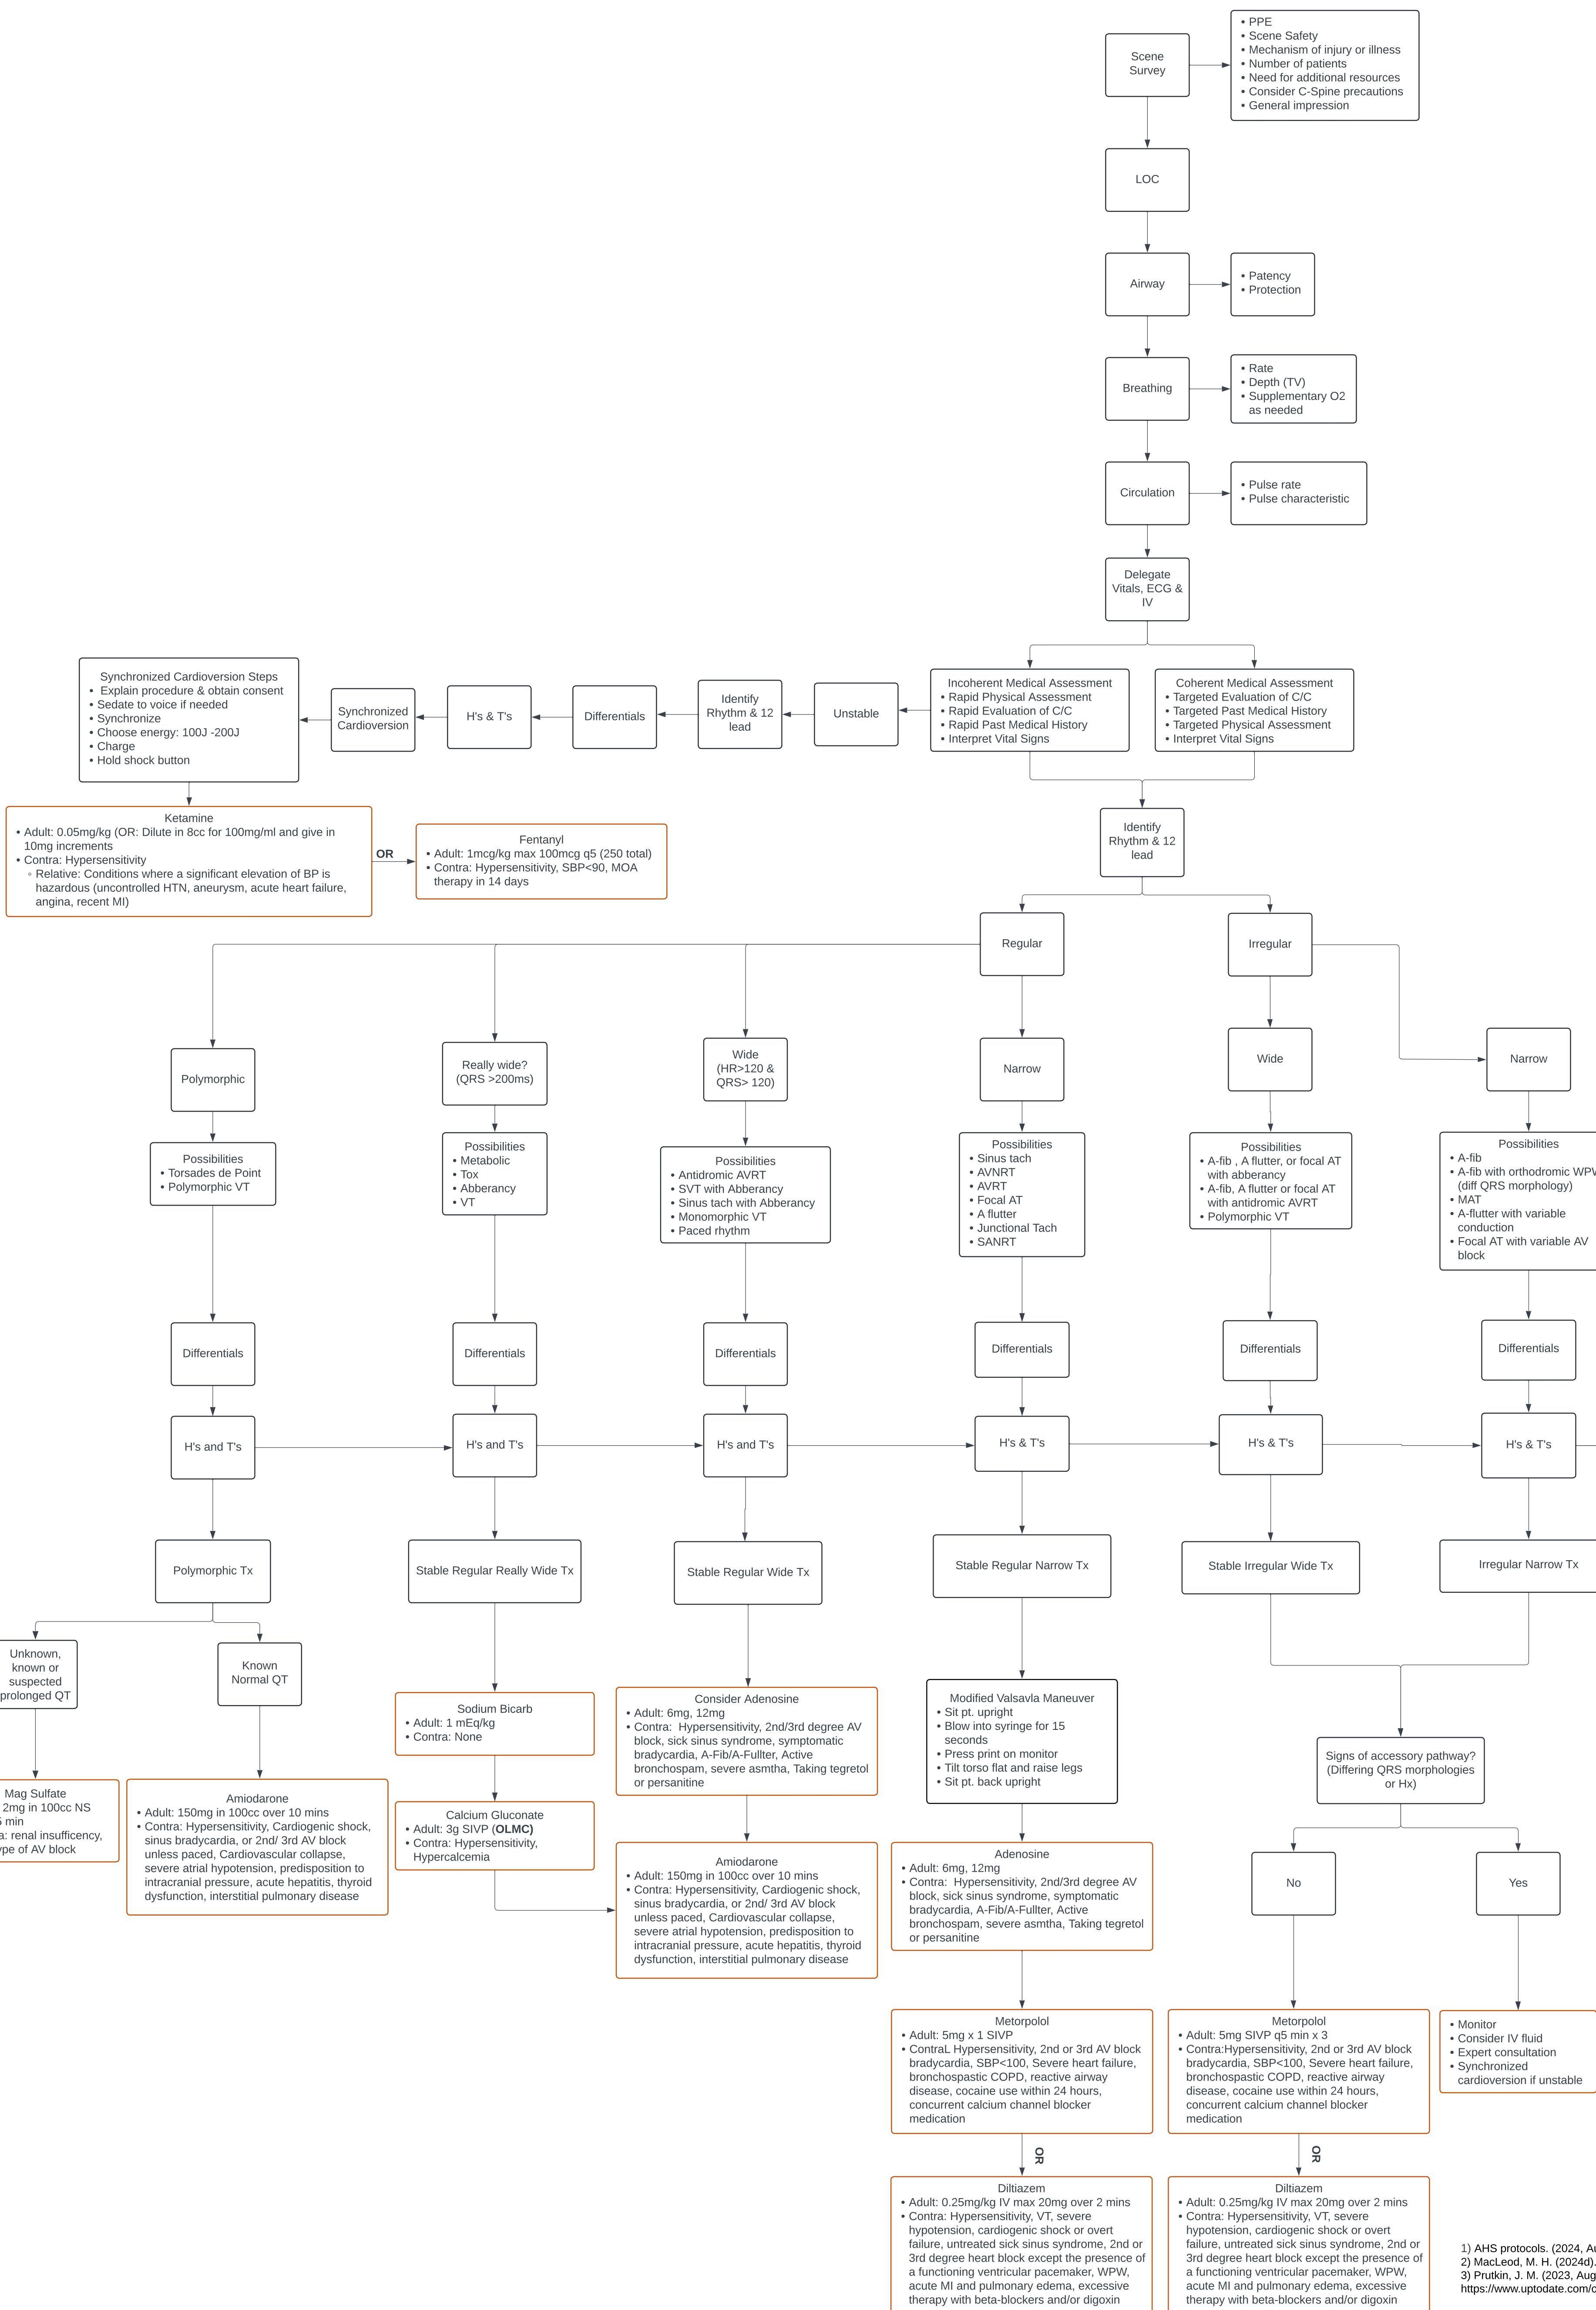 Scene
Survey
• PPE
• Scene Safety
• Mechanism of injury or illness
• Number of patients
• Need for additional resources
• Consider C-Spine precautions
• General impression
LOC
Airway
• Patency
• Protection
Breathing
• Rate
• Depth (TV)
• Supplementary O2
as needed
Circulation
• Pulse rate
• Pulse characteristic
Delegate
Vitals, ECG &
IV
Synchronized Cardioversion Steps
• Explain procedure & obtain consent
• Sedate to voice if needed
• Synchronize
• Choose energy: 100J -200J
• Charge
• Hold shock button
Synchronized
Cardioversion
H's & T's
Differentials
Identify
Rhythm & 12
lead
Unstable
Incoherent Medical Assessment
• Rapid Physical Assessment
• Rapid Evaluation of C/C
• Rapid Past Medical History
• Interpret Vital Signs
Coherent Medical Assessment
• Targeted Evaluation of C/C
• Targeted Past Medical History
• Targeted Physical Assessment
• Interpret Vital Signs
Ketamine
• Adult: 0.05mg/kg (OR: Dilute in 8cc for 100mg/ml and give in
10mg increments
• Contra: Hypersensitivity
◦ Relative: Conditions where a significant elevation of BP is
hazardous (uncontrolled HTN, aneurysm, acute heart failure,
angina, recent MI)
OR
Fentanyl
• Adult: 1mcg/kg max 100mcg q5 (250 total)
• Contra: Hypersensitivity, SBP<90, MOA
therapy in 14 days
Identify
Rhythm & 12
lead
Regular
Irregular
Polymorphic
Really wide?
(QRS >200ms)
Wide
(HR>120 &
QRS> 120)
Narrow
Wide
Narrow
Possibilities
• Torsades de Point
• Polymorphic VT
Possibilities
• Metabolic
• Tox
• Abberancy
• VT
Possibilities
• Antidromic AVRT
• SVT with Abberancy
• Sinus tach with Abberancy
• Monomorphic VT
• Paced rhythm
Possibilities
• Sinus tach
• AVNRT
• AVRT
• Focal AT
• A flutter
• Junctional Tach
• SANRT
Possibilities
• A-fib , A flutter, or focal AT
with abberancy
• A-fib, A flutter or focal AT
with antidromic AVRT
• Polymorphic VT
Possibilities
• A-fib
• A-fib with orthodromic WPW
(diff QRS morphology)
• MAT
• A-flutter with variable
conduction
• Focal AT with variable AV
block
Differentials
Differentials
Differentials
Differentials
Differentials
Differentials
H's and T's
H's and T's
H's and T's
H's & T's
H's & T's
H's & T's
Polymorphic Tx
Stable Regular Really Wide Tx
Stable Regular Wide Tx
Stable Regular Narrow Tx
Stable Irregular Wide Tx
Irregular Narrow Tx
Unknown,
known or
suspected
prolonged QT
Known
Normal QT
Mag Sulfate
2mg in 100cc NS
min
renal insufficency,
of AV block
Amiodarone
• Adult: 150mg in 100cc over 10 mins
• Contra: Hypersensitivity, Cardiogenic shock,
sinus bradycardia, or 2nd/ 3rd AV block
unless paced, Cardiovascular collapse,
severe atrial hypotension, predisposition to
intracranial pressure, acute hepatitis, thyroid
dysfunction, interstitial pulmonary disease
Sodium Bicarb
• Adult: 1 mEq/kg
• Contra: None
Calcium Gluconate
• Adult: 3g SIVP (OLMC)
• Contra: Hypersensitivity,
Hypercalcemia
Consider Adenosine
• Adult: 6mg, 12mg
• Contra: Hypersensitivity, 2nd/3rd degree AV
block, sick sinus syndrome, symptomatic
bradycardia, A-Fib/A-Fullter, Active
bronchospam, severe asmtha, Taking tegretol
or persanitine
Amiodarone
• Adult: 150mg in 100cc over 10 mins
• Contra: Hypersensitivity, Cardiogenic shock,
sinus bradycardia, or 2nd/ 3rd AV block
unless paced, Cardiovascular collapse,
severe atrial hypotension, predisposition to
intracranial pressure, acute hepatitis, thyroid
dysfunction, interstitial pulmonary disease
Modified Valsavla Maneuver
• Sit pt. upright
• Blow into syringe for 15
seconds
• Press print on monitor
• Tilt torso flat and raise legs
• Sit pt. back upright
Adenosine
• Adult: 6mg, 12mg
• Contra: Hypersensitivity, 2nd/3rd degree AV
block, sick sinus syndrome, symptomatic
bradycardia, A-Fib/A-Fullter, Active
bronchospam, severe asmtha, Taking tegretol
or persanitine
Signs of accessory pathway?
(Differing QRS morphologies
or Hx)
No
Yes
Metorpolol
• Adult: 5mg x 1 SIVP
• ContraL Hypersensitivity, 2nd or 3rd AV block
bradycardia, SBP<100, Severe heart failure,
bronchospastic COPD, reactive airway
disease, cocaine use within 24 hours,
concurrent calcium channel blocker
medication
Metorpolol
• Adult: 5mg SIVP q5 min x 3
• Contra:Hypersensitivity, 2nd or 3rd AV block
bradycardia, SBP<100, Severe heart failure,
bronchospastic COPD, reactive airway
disease, cocaine use within 24 hours,
concurrent calcium channel blocker
medication
• Monitor
• Consider IV fluid
• Expert consultation
• Synchronized
cardioversion if unstable
OR
OR
Diltiazem
• Adult: 0.25mg/kg IV max 20mg over 2 mins
• Contra: Hypersensitivity, VT, severe
hypotension, cardiogenic shock or overt
failure, untreated sick sinus syndrome, 2nd or
3rd degree heart block except the presence of
a functioning ventricular pacemaker, WPW,
acute MI and pulmonary edema, excessive
therapy with beta-blockers and/or digoxin
Diltiazem
• Adult: 0.25mg/kg IV max 20mg over 2 mins
• Contra: Hypersensitivity, VT, severe
hypotension, cardiogenic shock or overt
failure, untreated sick sinus syndrome, 2nd or
3rd degree heart block except the presence of
a functioning ventricular pacemaker, WPW,
acute MI and pulmonary edema, excessive
therapy with beta-blockers and/or digoxin
1) AHS protocols. (2024,
2) MacLeod, M. H. (2024d).
3) Prutkin, J. M. (2023,